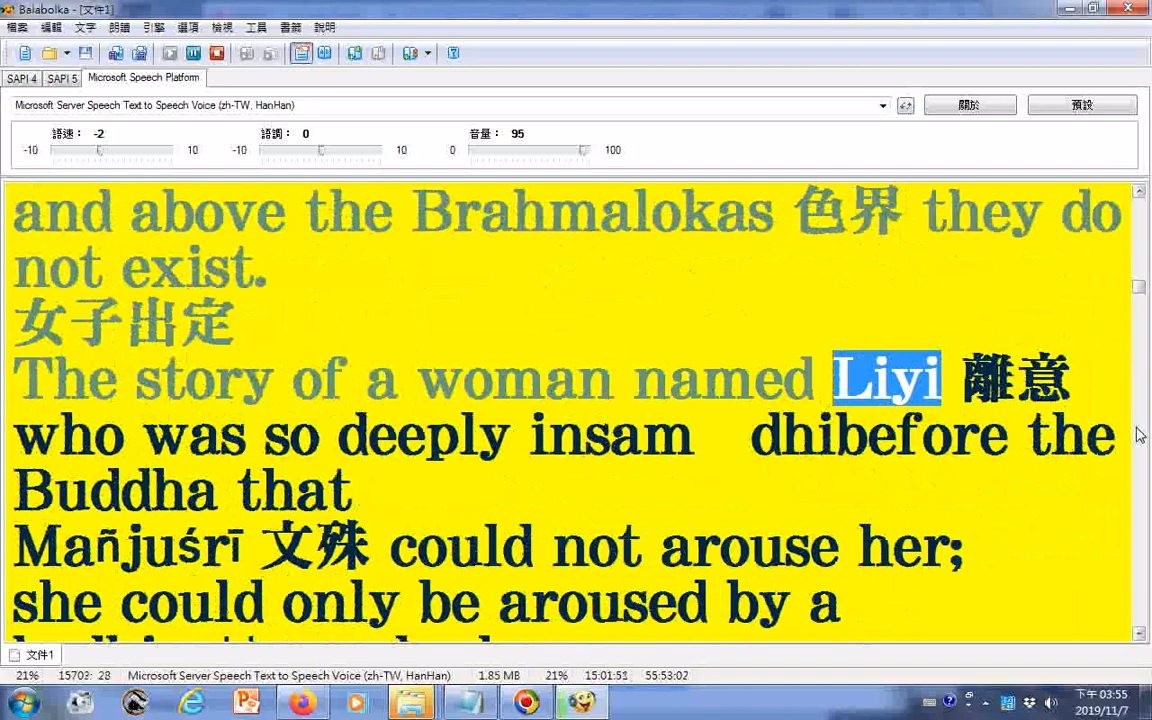 Balabolka - [文件1]
檔案 編輯 文字 朗讀 引擎 選項 檢視 工具 書籤 說明
SAPI 4 SAPI 5 Microsoft Speech Platform
Microsoft Server Speech Text to Speech Voice (zh-TW, HanHan) 關於 預設
語速： -2 語調： 0 音量： 95
-10 10 -10 10 0 100
and above the Brahmalokas 色界 they do
not exist.
女子出定
The story of a woman named Liyi 離意
who was so deeply insam dhibefore the
Buddha that
Mañjuśrī 文殊 could not arouse her;
she could only be aroused by a
文件1
21% 15703: 28 Microsoft Server Speech Text to Speech Voice (zh-TW, HanHan) 1.85 MB 21% 15:01:51 55:53:02
下午 03:55
2019/11/7